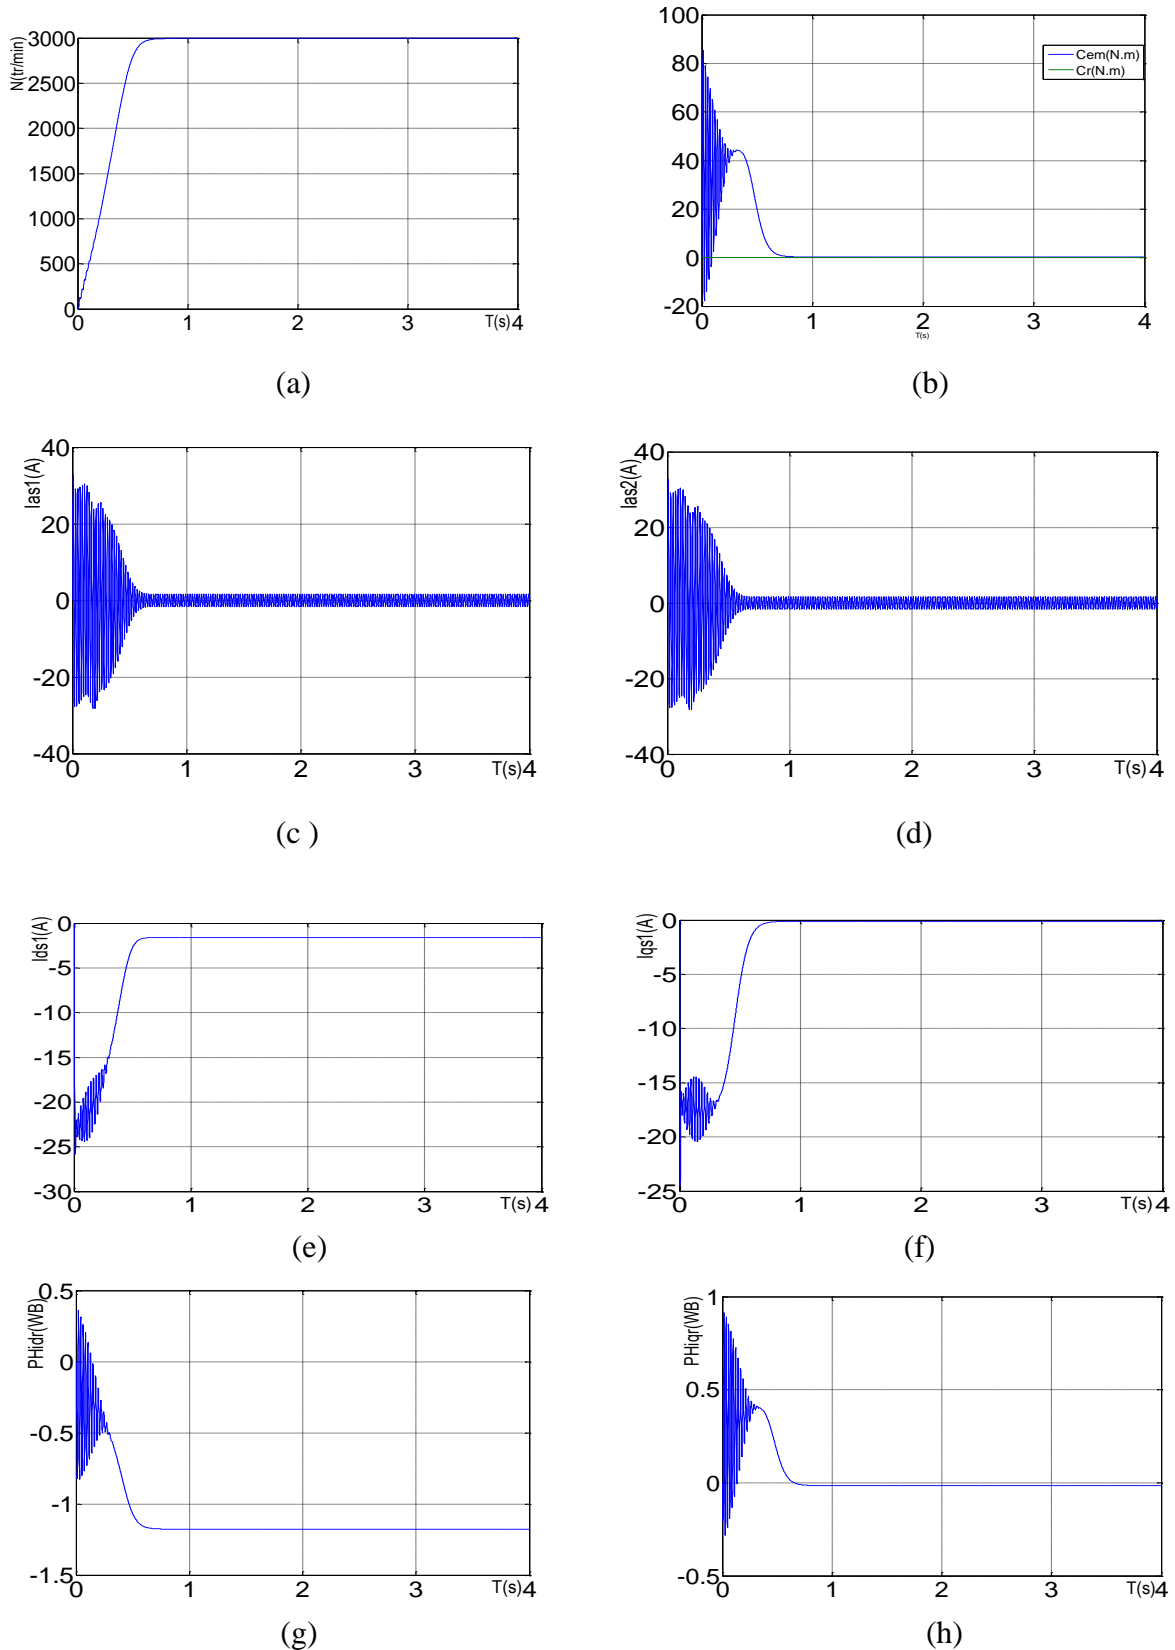 N(tr/min)
3000
2500
2000
1500
1000
500
0
0 1 2 3 T(s) 4
(a)
100
80
60
40
20
0
-20
Cem(N.m)
Cr(N.m)
0 1 2 3 4
T(s)
(b)
Ias1(A)
40
20
0
-20
-40
0 1 2 3 T(s) 4
(c )
Ias2(A)
40
20
0
-20
-40
0 1 2 3 T(s) 4
(d)
Ids1(A)
0
-5
-10
-15
-20
-25
-30
0 1 2 3 T(s) 4
(e)
Iqs1(A)
0
-5
-10
-15
-20
-25
0 1 2 3 T(s) 4
(f)
PHidr(WB)
0.5
0
-0.5
-1
-1.5
0 1 2 3 T(s) 4
(g)
PHiqr(WB)
1
0.5
0
-0.5
0 1 2 3 T(s) 4
(h)